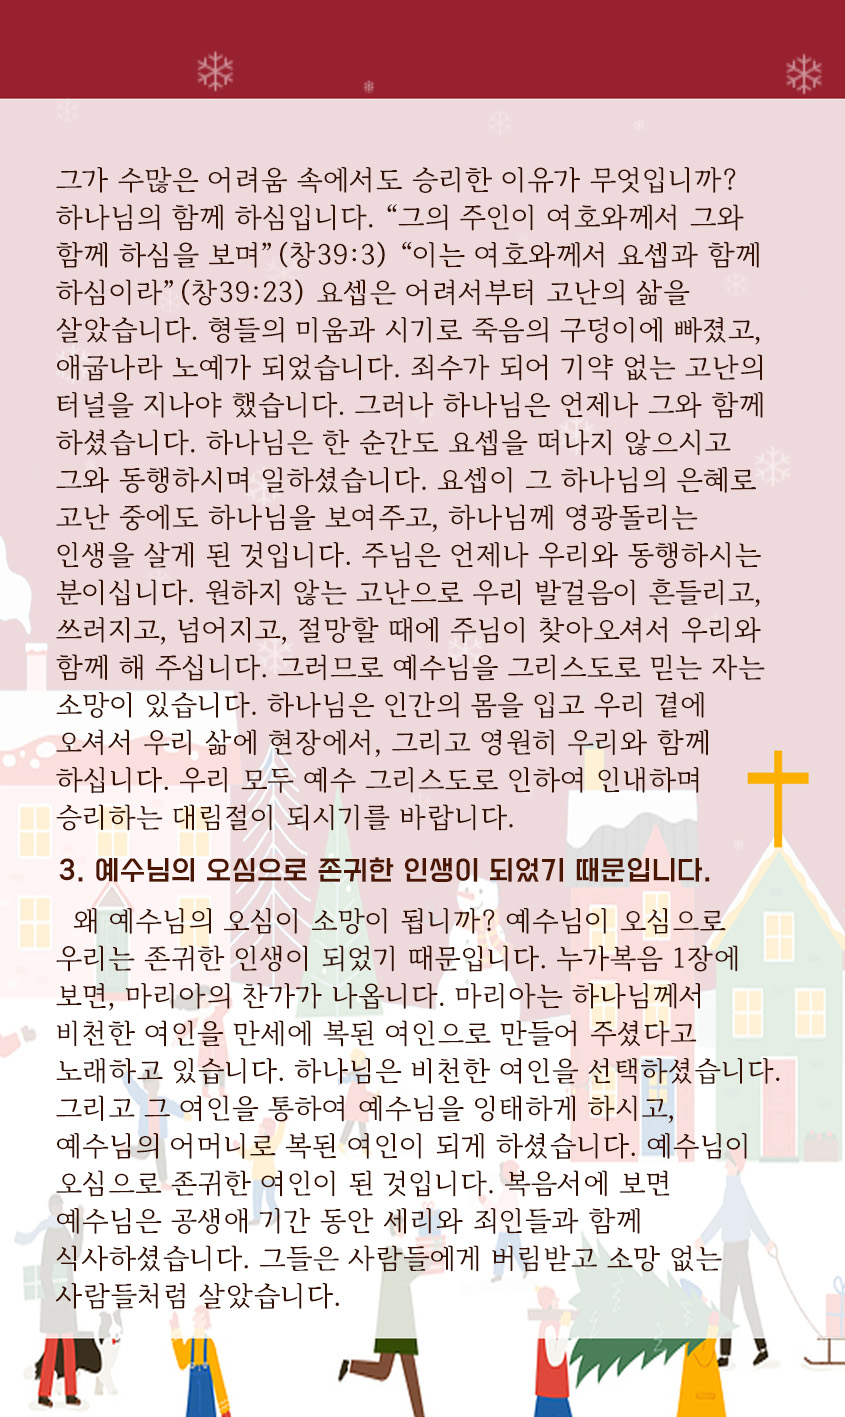 그가 수많은 어려움 속에서도 승리한 이유가 무엇입니까?
하나님의 함께 하심입니다. “그의 주인이 여호와께서 그와
함께 하심을 보며”(창39:3) “이는 여호와께서 요셉과 함께
하심이라”(창39:23) 요셉은 어려서부터 고난의 삶을
살았습니다. 형들의 미움과 시기로 죽음의 구덩이에 빠졌고,
애굽나라 노예가 되었습니다. 죄수가 되어 기약 없는 고난의
터널을 지나야 했습니다. 그러나 하나님은 언제나 그와 함께
하셨습니다. 하나님은 한 순간도 요셉을 떠나지 않으시고
그와 동행하시며 일하셨습니다. 요셉이 그 하나님의 은혜로
고난 중에도 하나님을 보여주고, 하나님께 영광돌리는
인생을 살게 된 것입니다. 주님은 언제나 우리와 동행하시는
분이십니다. 원하지 않는 고난으로 우리 발걸음이 흔들리고,
쓰러지고, 넘어지고, 절망할 때에 주님이 찾아오셔서 우리와
함께 해 주십니다. 그러므로 예수님을 그리스도로 믿는 자는
소망이 있습니다. 하나님은 인간의 몸을 입고 우리 곁에
오셔서 우리 삶에 현장에서, 그리고 영원히 우리와 함께
하십니다. 우리 모두 예수 그리스도로 인하여 인내하며
승리하는 대림절이 되시기를 바랍니다.
3. 예수님의 오심으로 존귀한 인생이 되었기 때문입니다.
왜 예수님의 오심이 소망이 됩니까? 예수님이 오심으로
우리는 존귀한 인생이 되었기 때문입니다. 누가복음 1장에
보면, 마리아의 찬가가 나옵니다. 마리아는 하나님께서
비천한 여인을 만세에 복된 여인으로 만들어 주셨다고
노래하고 있습니다. 하나님은 비천한 여인을 선택하셨습니다.
그리고 그 여인을 통하여 예수님을 잉태하게 하시고,
예수님의 어머니로 복된 여인이 되게 하셨습니다. 예수님이
오심으로 존귀한 여인이 된 것입니다. 복음서에 보면
예수님은 공생애 기간 동안 세리와 죄인들과 함께
식사하셨습니다. 그들은 사람들에게 버림받고 소망 없는
사람들처럼 살았습니다.